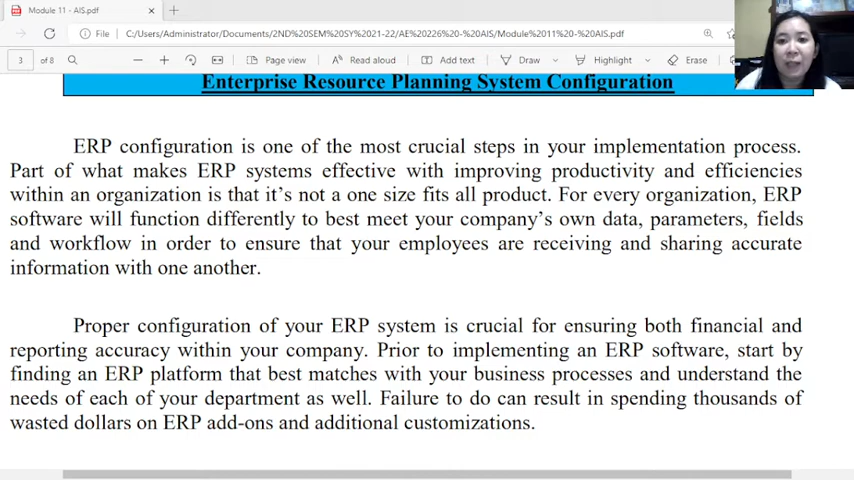 Module 11 - AIS.pdf
File
C:/Users/Administrator/Documents/2ND%20SEM%20SY%2021-22/AE%20226%20-%20AIS/Module%2011%20-%20AIS.pdf
3 of 8
Page view
Read aloud
Add text
Draw
Highlight
Erase
Enterprise Resource Planning System Configuration
ERP configuration is one of the most crucial steps in your implementation process.
Part of what makes ERP systems effective with improving productivity and efficiencies
within an organization is that it's not a one size fits all product. For every organization, ERP
software will function differently to best meet your company's own data, parameters, fields
and workflow in order to ensure that your employees are receiving and sharing accurate
information with one another.
Proper configuration of your ERP system is crucial for ensuring both financial and
reporting accuracy within your company. Prior to implementing an ERP software, start by
finding an ERP platform that best matches with your business processes and understand the
needs of each of your department as well. Failure to do can result in spending thousands of
wasted dollars on ERP add-ons and additional customizations.